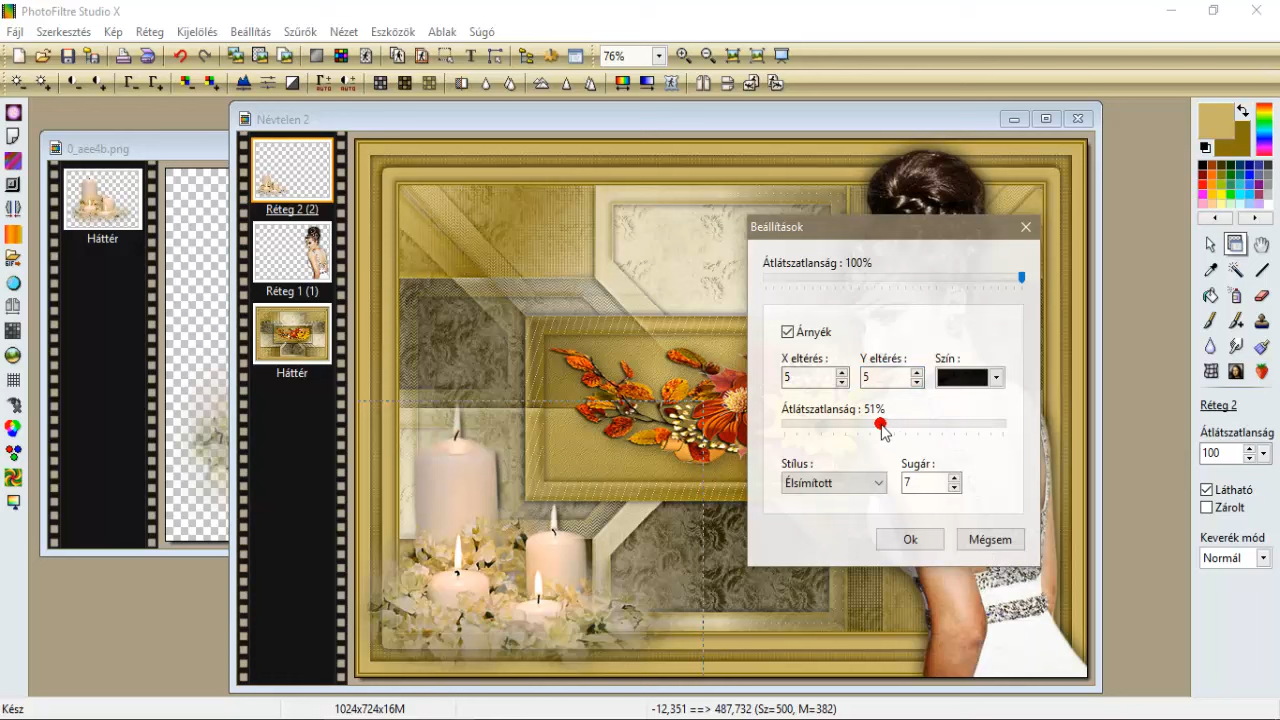 PhotoFiltre Studio X
Fájl Szerkesztés Kép Réteg Kijelölés Beállítás Szűrők Nézet Eszközök Ablak Súgó
76%
AUTO AUTO
0_aee4b.png
Háttér
Névtelen 2
Réteg 2 (2)
Réteg 1 (1)
Háttér
Beállítások
Átlátszatlanság : 100%
Árnyék
X eltérés : Y eltérés : Szín :
5 5
Átlátszatlanság : 51%
Stílus : Sugár :
Élsímított 7
Ok Mégsem
Réteg 2
Átlátszatlanság
100
Látható
Zárolt
Keverék mód
Normál
Kész 1024x724x16M -12,351 ==> 487,732 (Sz=500, M=382)